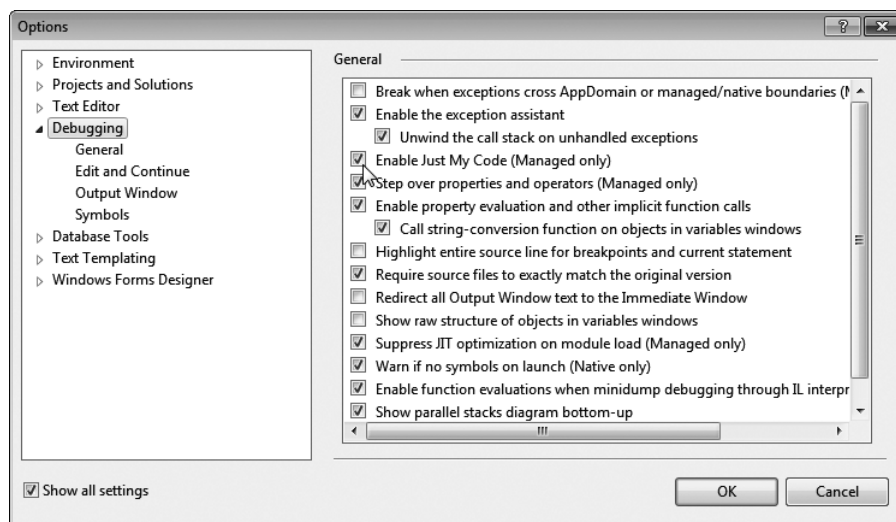 Options
Environment
Projects and Solutions
Text Editor
Debugging
General
Edit and Continue
Output Window
Symbols
Database Tools
Text Templating
Windows Forms Designer
Show all settings
General
Break when exceptions cross AppDomain or managed/native boundaries (
Enable the exception assistant
Unwind the call stack on unhandled exceptions
Enable Just My Code (Managed only)
Step over properties and operators (Managed only)
Enable property evaluation and other implicit function calls
Call string-conversion function on objects in variables windows
Highlight entire source line for breakpoints and current statement
Require source files to exactly match the original version
Redirect all Output Window text to the Immediate Window
Show raw structure of objects in variables windows
Suppress JIT optimization on module load (Managed only)
Warn if no symbols on launch (Native only)
Enable function evaluations when minidump debugging through IL interpr
Show parallel stacks diagram bottom-up
OK
Cancel